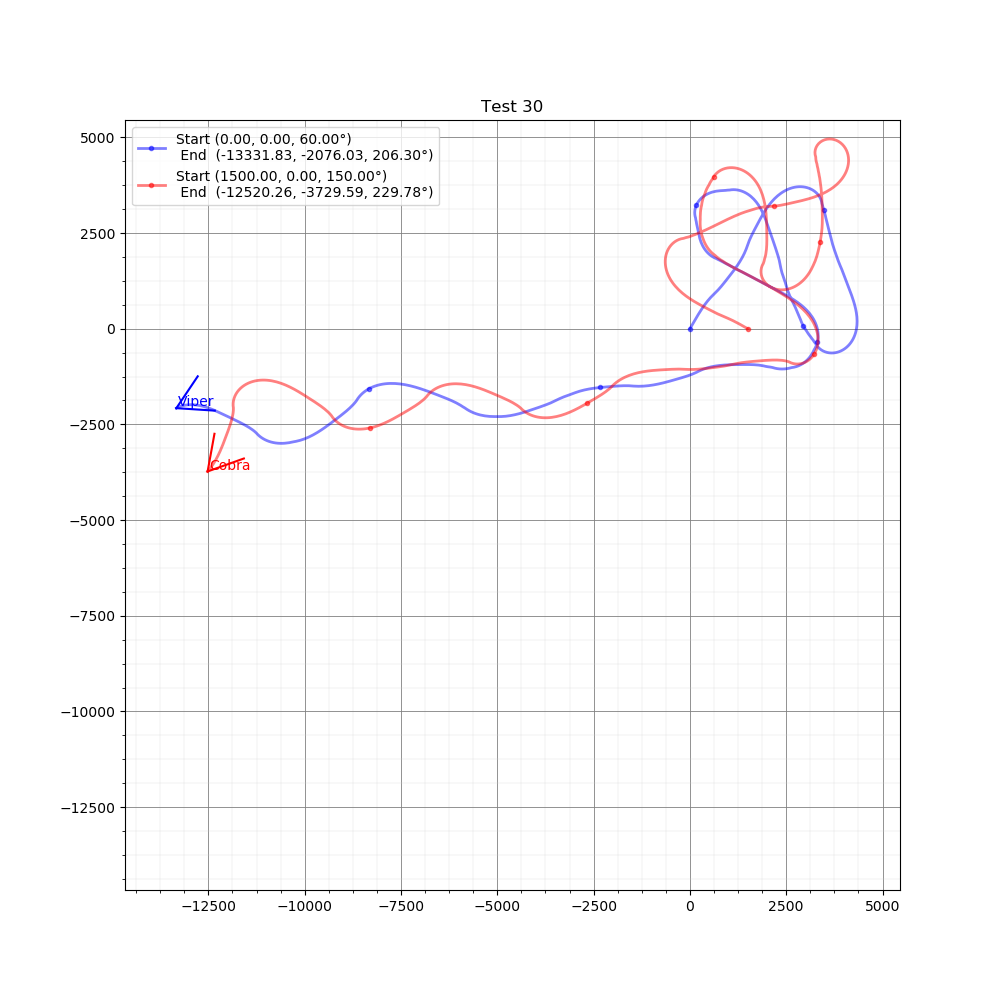 Test 30
Start (0.00, 0.00, 60.00°)
End (-13331.83, -2076.03, 206.30°)
Start (1500.00, 0.00, 150.00°)
End (-12520.26, -3729.59, 229.78°)
5000
2500
0
−2500
−5000
−7500
−10000
−12500
Viper
Cobra
−12500 −10000 −7500 −5000 −2500 0 2500 5000